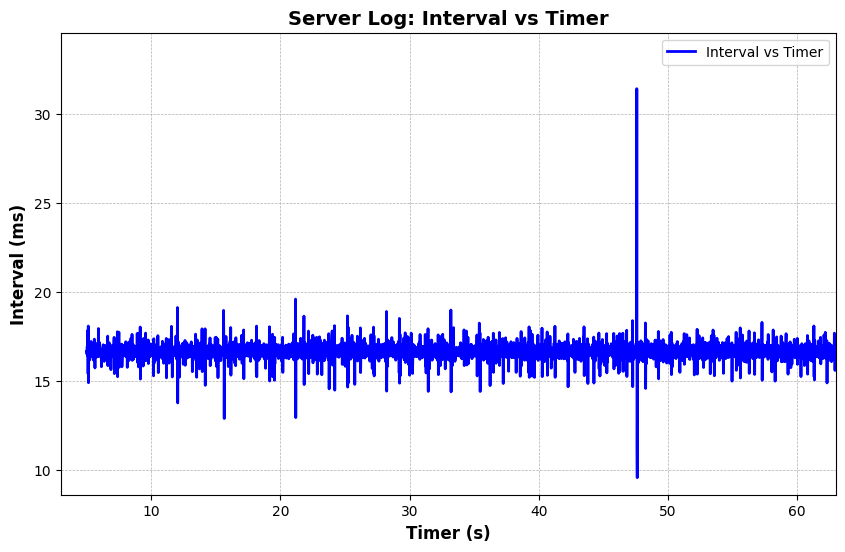 Server Log: Interval vs Timer
Interval vs Timer
30
25
20
15
10
Interval (ms)
10 20 30 40 50 60
Timer (s)